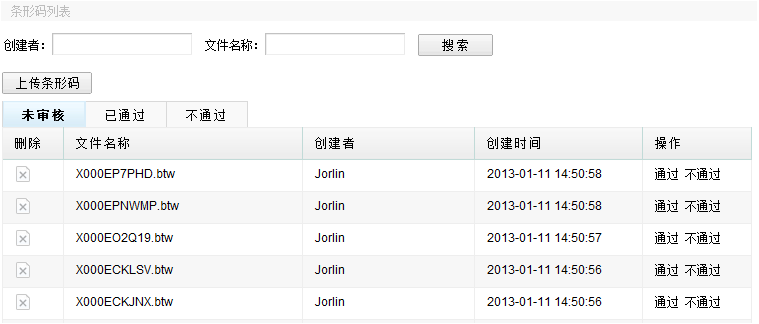 条形码列表
创建者: 文件名称: 搜索
上传条形码
未审核 已通过 不通过
删除 文件名称 创建者 创建时间 操作
X000EP7PHD.btw Jorlin 2013-01-11 14:50:58 通过 不通过
X000EPNWMP.btw Jorlin 2013-01-11 14:50:58 通过 不通过
X000EO2Q19.btw Jorlin 2013-01-11 14:50:57 通过 不通过
X000ECKLSV.btw Jorlin 2013-01-11 14:50:56 通过 不通过
X000ECKJNX.btw Jorlin 2013-01-11 14:50:56 通过 不通过